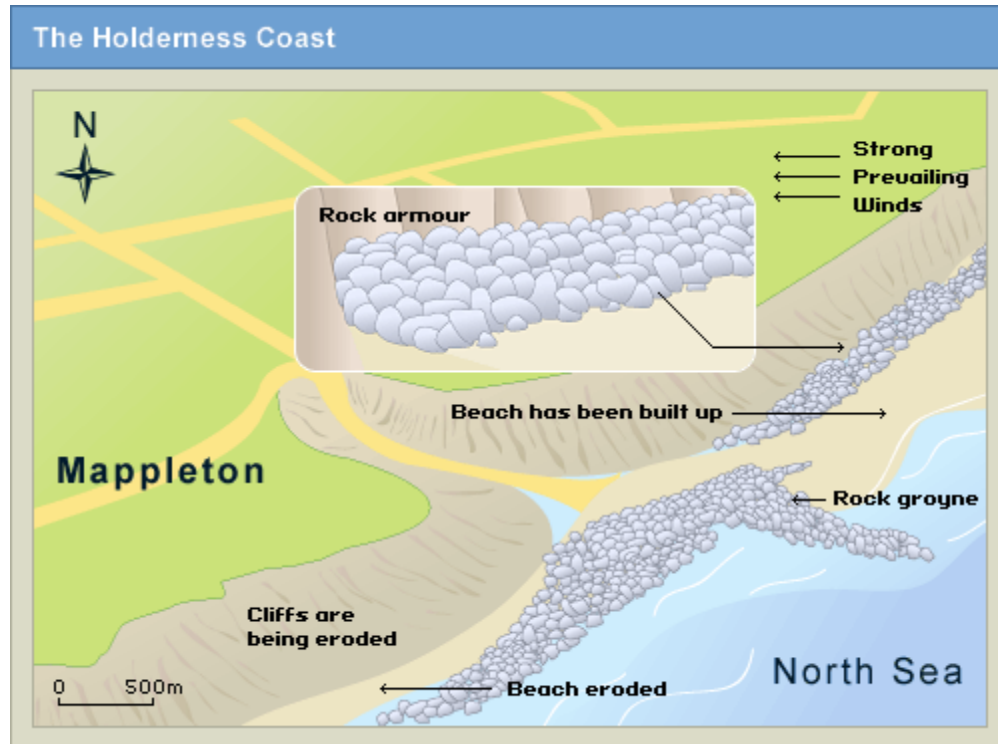 The Holderness Coast
N
Strong
Prevailing
Winds
Rock armour
Beach has been built up
Mappleton
Rock groyne
Cliffs are
being eroded
0 500m
Beach eroded
North Sea